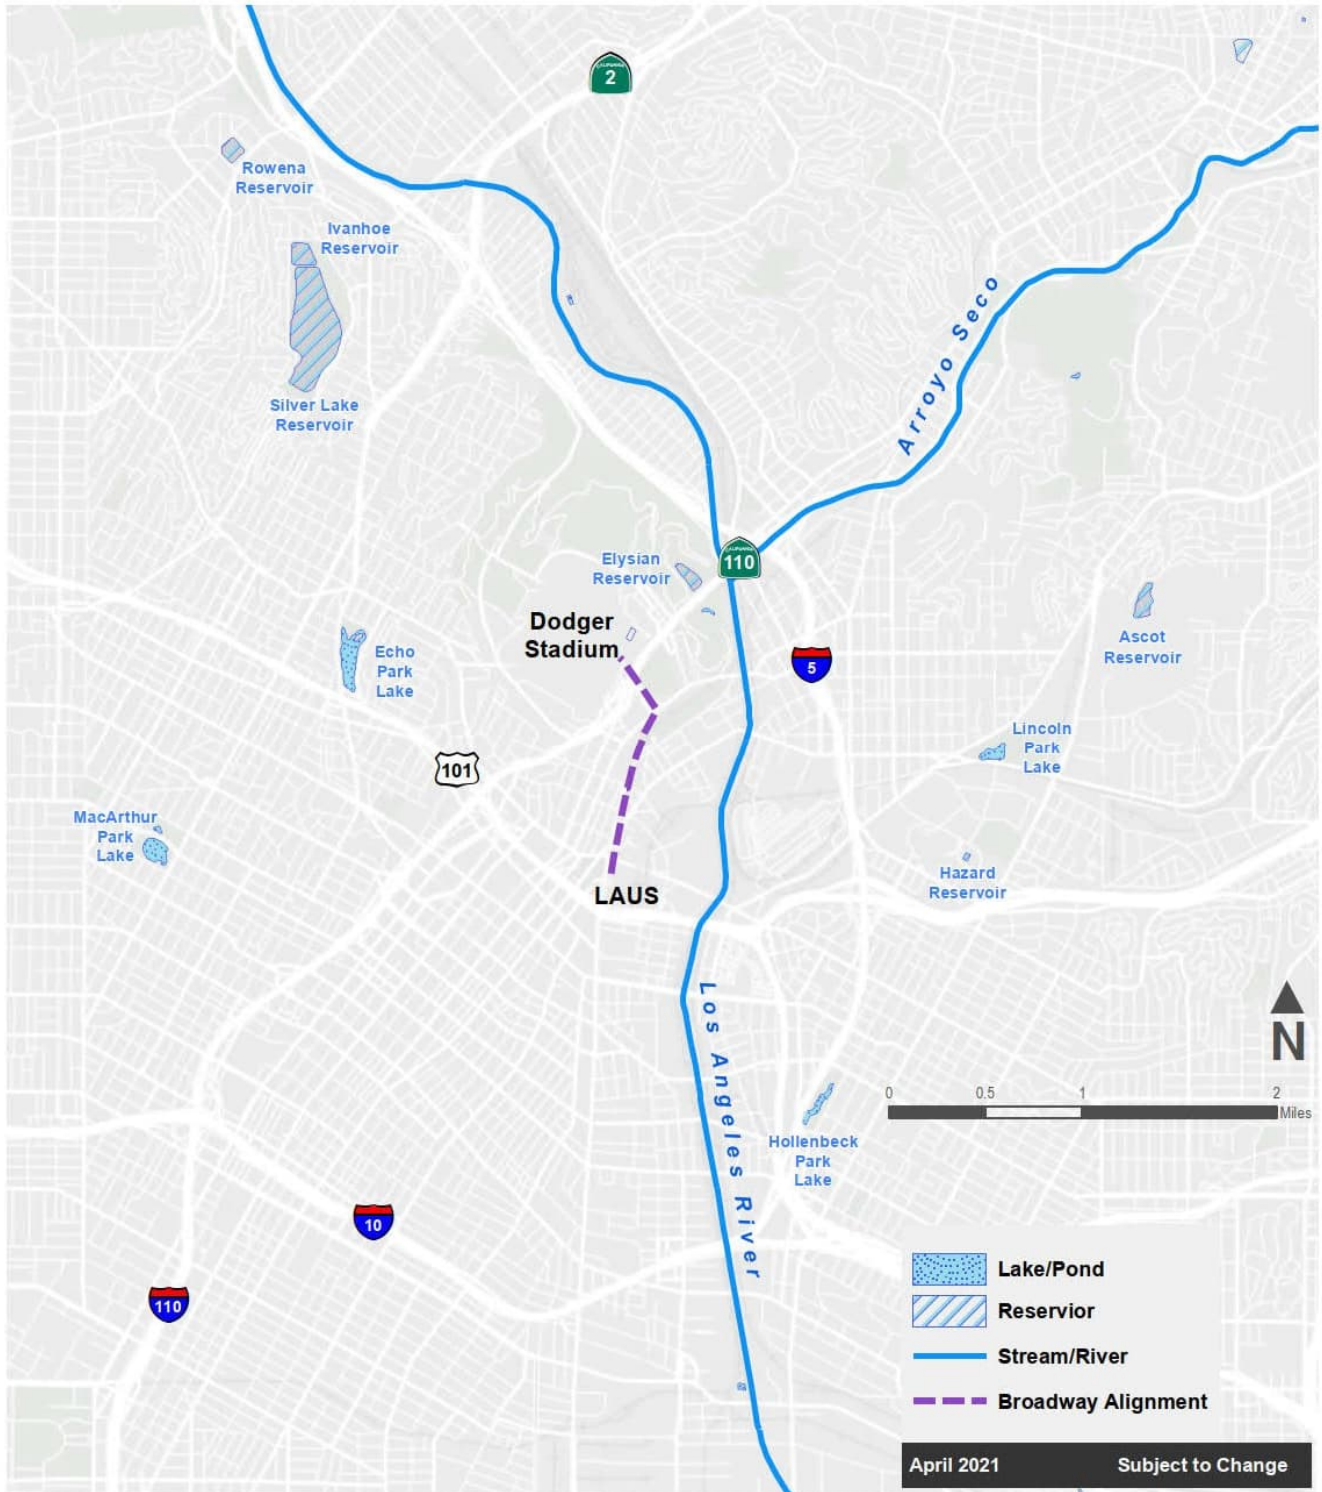 2
Rowena
Reservoir
Ivanhoe
Reservoir
Silver Lake
Reservoir
Arroyo Seco
110
Elysian
Reservoir
Dodger
Stadium
Echo
Park
Lake
5
Ascot
Reservoir
Lincoln
Park
Lake
101
MacArthur
Park
Lake
Hazard
Reservoir
LAUS
Los Angeles River
N
0 0.5 1 2
Miles
Hollenbeck
Park
Lake
10
110
Lake/Pond
Reservior
Stream/River
Broadway Alignment
April 2021 Subject to Change